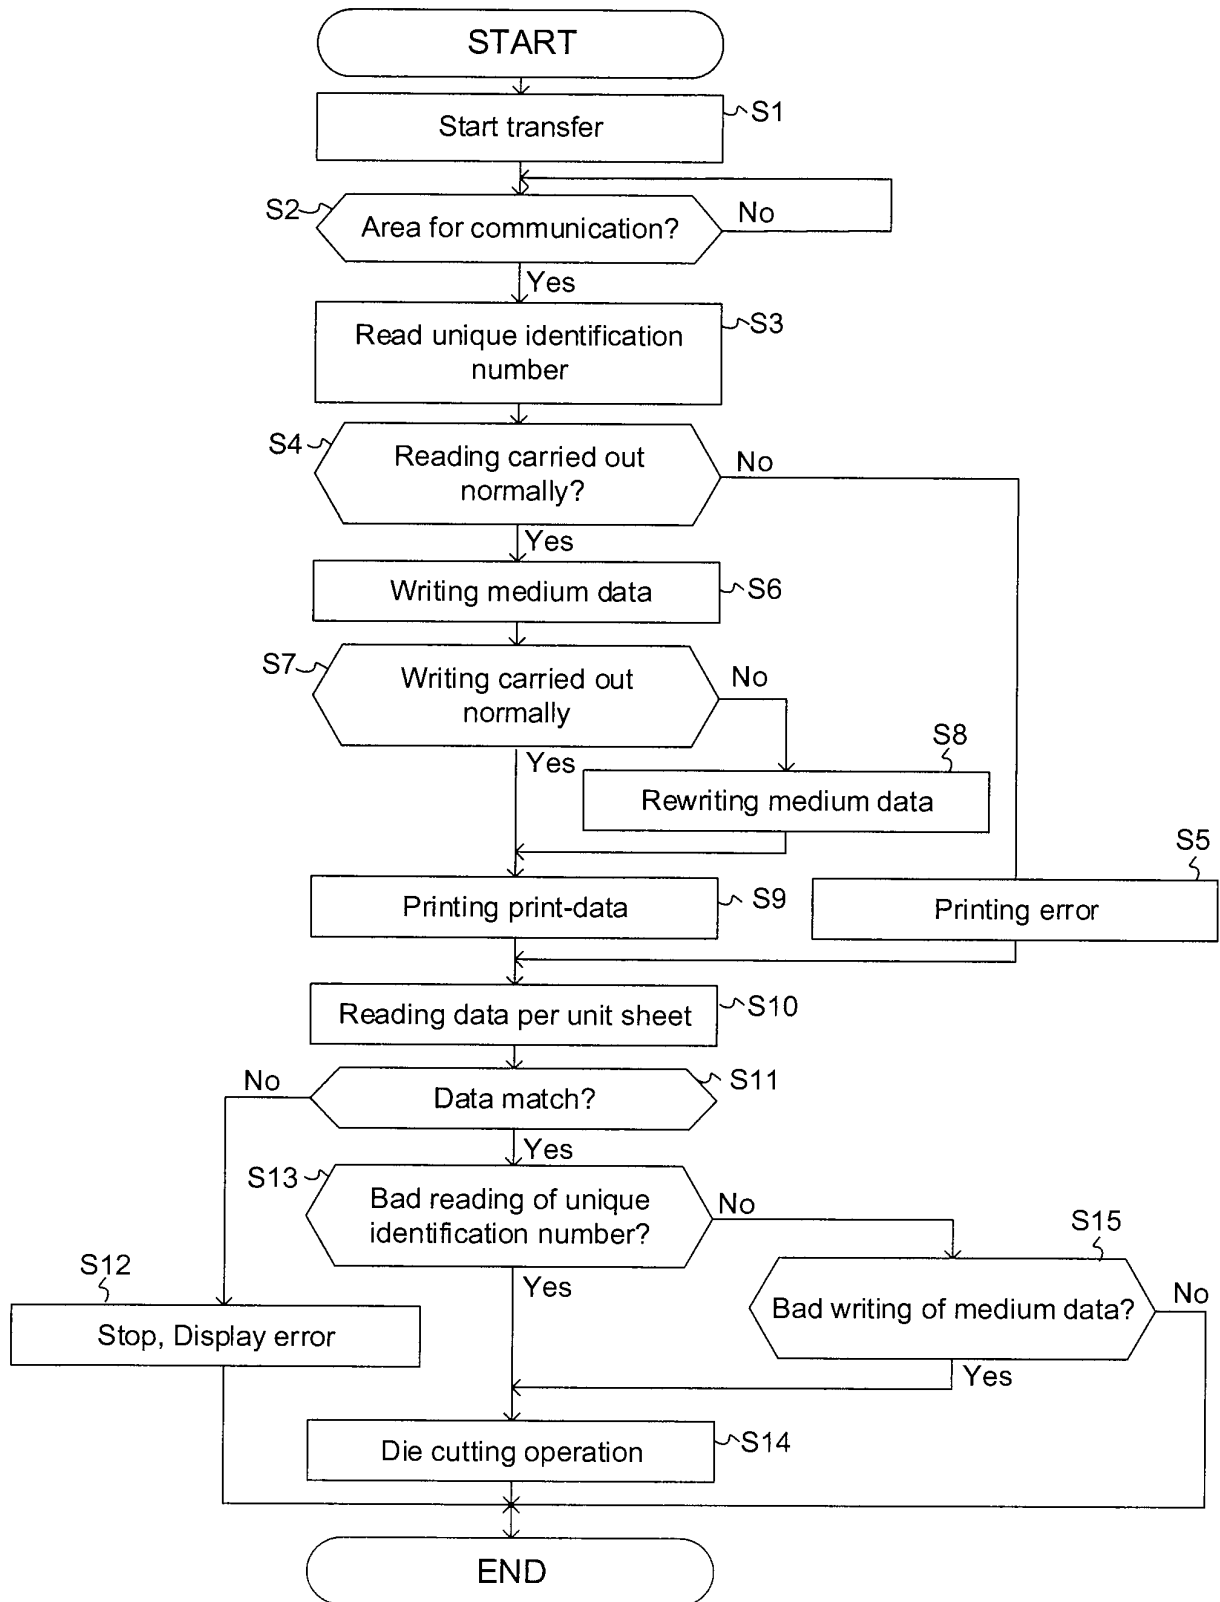 START
Start transfer
S1
S2
Area for communication?
No
Yes
Read unique identification
number
S3
S4
Reading carried out
normally?
No
Yes
Writing medium data
S6
S7
Writing carried out
normally
No
Yes
S8
Rewriting medium data
S5
Printing print-data
S9
Printing error
Reading data per unit sheet
S10
No
Data match?
S11
Yes
S13
Bad reading of unique
identification number?
No
S15
S12
Yes
Bad writing of medium data?
No
Stop, Display error
Yes
Die cutting operation
S14
END